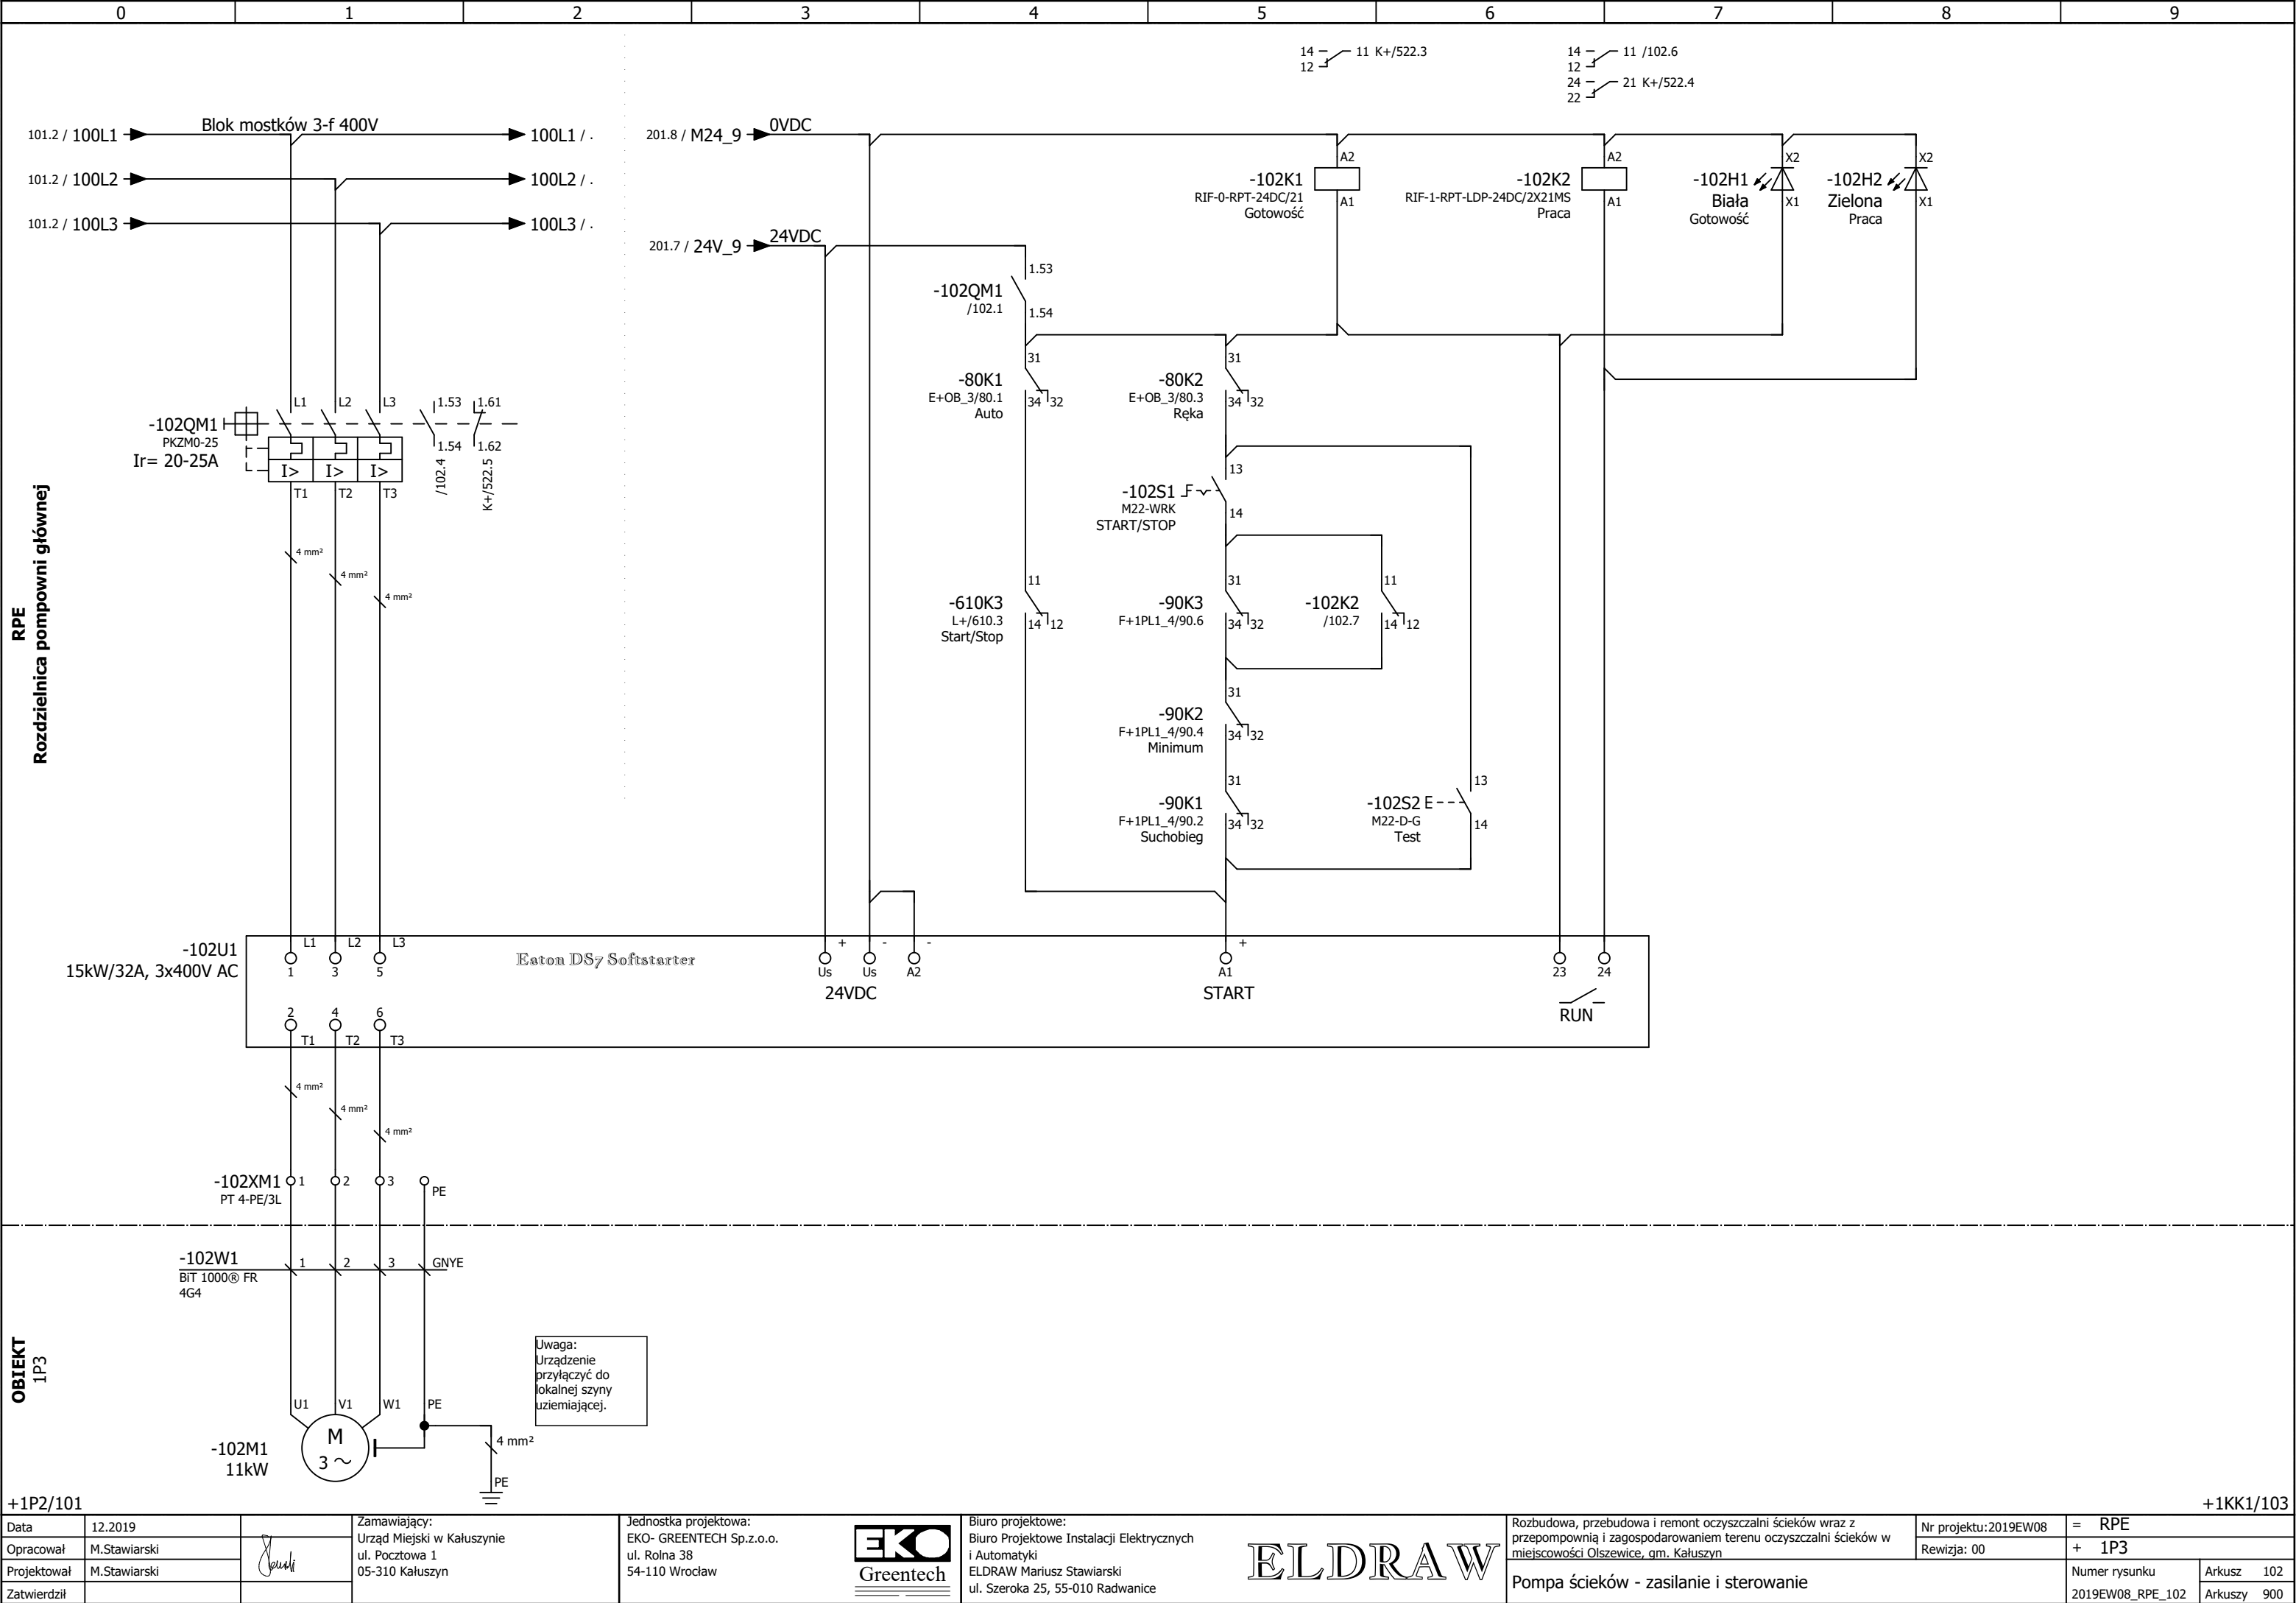 0 1 2 3 4 5 6 7 8 9
14 11 K+/522.3
12
14 11 /102.6
12
24 21 K+/522.4
22
Blok mostków 3-f 400V
101.2 / 100L1 100L1 / .
101.2 / 100L2 100L2 / .
101.2 / 100L3 100L3 / .
201.8 / M24_9 0VDC
201.7 / 24V_9 24VDC
A2
-102K1
RIF-0-RPT-24DC/21
Gotowość
A1
A2
-102K2
RIF-1-RPT-LDP-24DC/2X21MS
Praca
A1
X2
-102H1
Biała
Gotowość
X1
X2
-102H2
Zielona
Praca
X1
1.53
-102QM1
/102.1
1.54
31
-80K1
E+OB_3/80.1
Auto
34 32
31
-80K2
E+OB_3/80.3
Ręka
34 32
L1 L2 L3 1.53 1.61
-102QM1
PKZM0-25
Ir= 20-25A
I> I> I>
1.54 1.62
T1 T2 T3
/102.4
K+/522.5
4 mm²
4 mm²
4 mm²
13
-102S1
M22-WRK
START/STOP
14
11
-610K3
L+/610.3
Start/Stop
14 12
31
-90K3
F+1PL1_4/90.6
34 32
11
-102K2
/102.7
14 12
31
-90K2
F+1PL1_4/90.4
Minimum
34 32
31
-90K1
F+1PL1_4/90.2
Suchobieg
34 32
13
-102S2
M22-D-G
Test
14
RPE
Rozdzielnica pompowni głównej
-102U1
15kW/32A, 3x400V AC
L1 L2 L3
1 3 5
Eaton DS7 Softstarter
+ - -
Us Us A2
24VDC
+
A1
START
23 24
RUN
2 4 6
T1 T2 T3
4 mm²
4 mm²
4 mm²
-102XM1
PT 4-PE/3L
1 2 3 PE
-102W1
BiT 1000® FR
4G4
1 2 3 GNYE
OBIEKT
1P3
Uwaga:
Urządzenie
przyłączyć do
lokalnej szyny
uziemiającej.
U1 V1 W1 PE
-102M1
11kW
M
3
4 mm²
PE
+1P2/101
+1KK1/103
Data 12.2019
Opracował M.Stawiarski
Projektował M.Stawiarski
Zatwierdził
Zamawiający:
Urząd Miejski w Kałuszynie
ul. Pocztowa 1
05-310 Kałuszyn
Jednostka projektowa:
EKO- GREENTECH Sp.z.o.o.
ul. Rolna 38
54-110 Wrocław
EKO
Greentech
Biuro projektowe:
Biuro Projektowe Instalacji Elektrycznych
i Automatyki
ELDRAW Mariusz Stawiarski
ul. Szeroka 25, 55-010 Radwanice
ELDRAW
Rozbudowa, przebudowa i remont oczyszczalni ścieków wraz z
przepompownią i zagospodarowaniem terenu oczyszczalni ścieków w
miejscowości Olszewice, gm. Kałuszyn
Pompa ścieków - zasilanie i sterowanie
Nr projektu:2019EW08
Rewizja: 00
= RPE
+ 1P3
Numer rysunku
2019EW08_RPE_102
Arkusz 102
Arkuszy 900